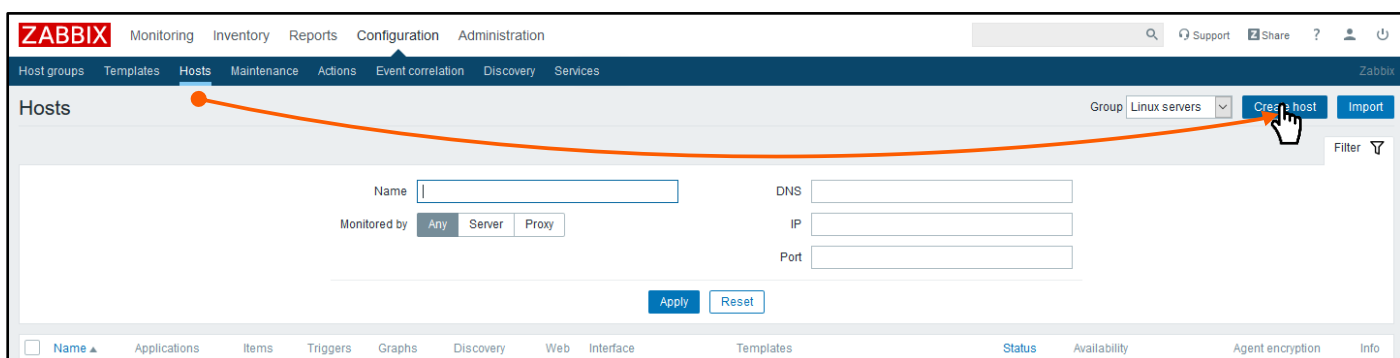 ZABBIX Monitoring Inventory Reports Configuration Administration Support Z Share ?
Host groups Templates Hosts Maintenance Actions Event correlation Discovery Services Zabbix
Hosts Group Linux servers Create host Import
Filter
Name DNS
Monitored by Any Server Proxy IP
Port
Apply Reset
Name Applications Items Triggers Graphs Discovery Web Interface Templates Status Availability Agent encryption Info